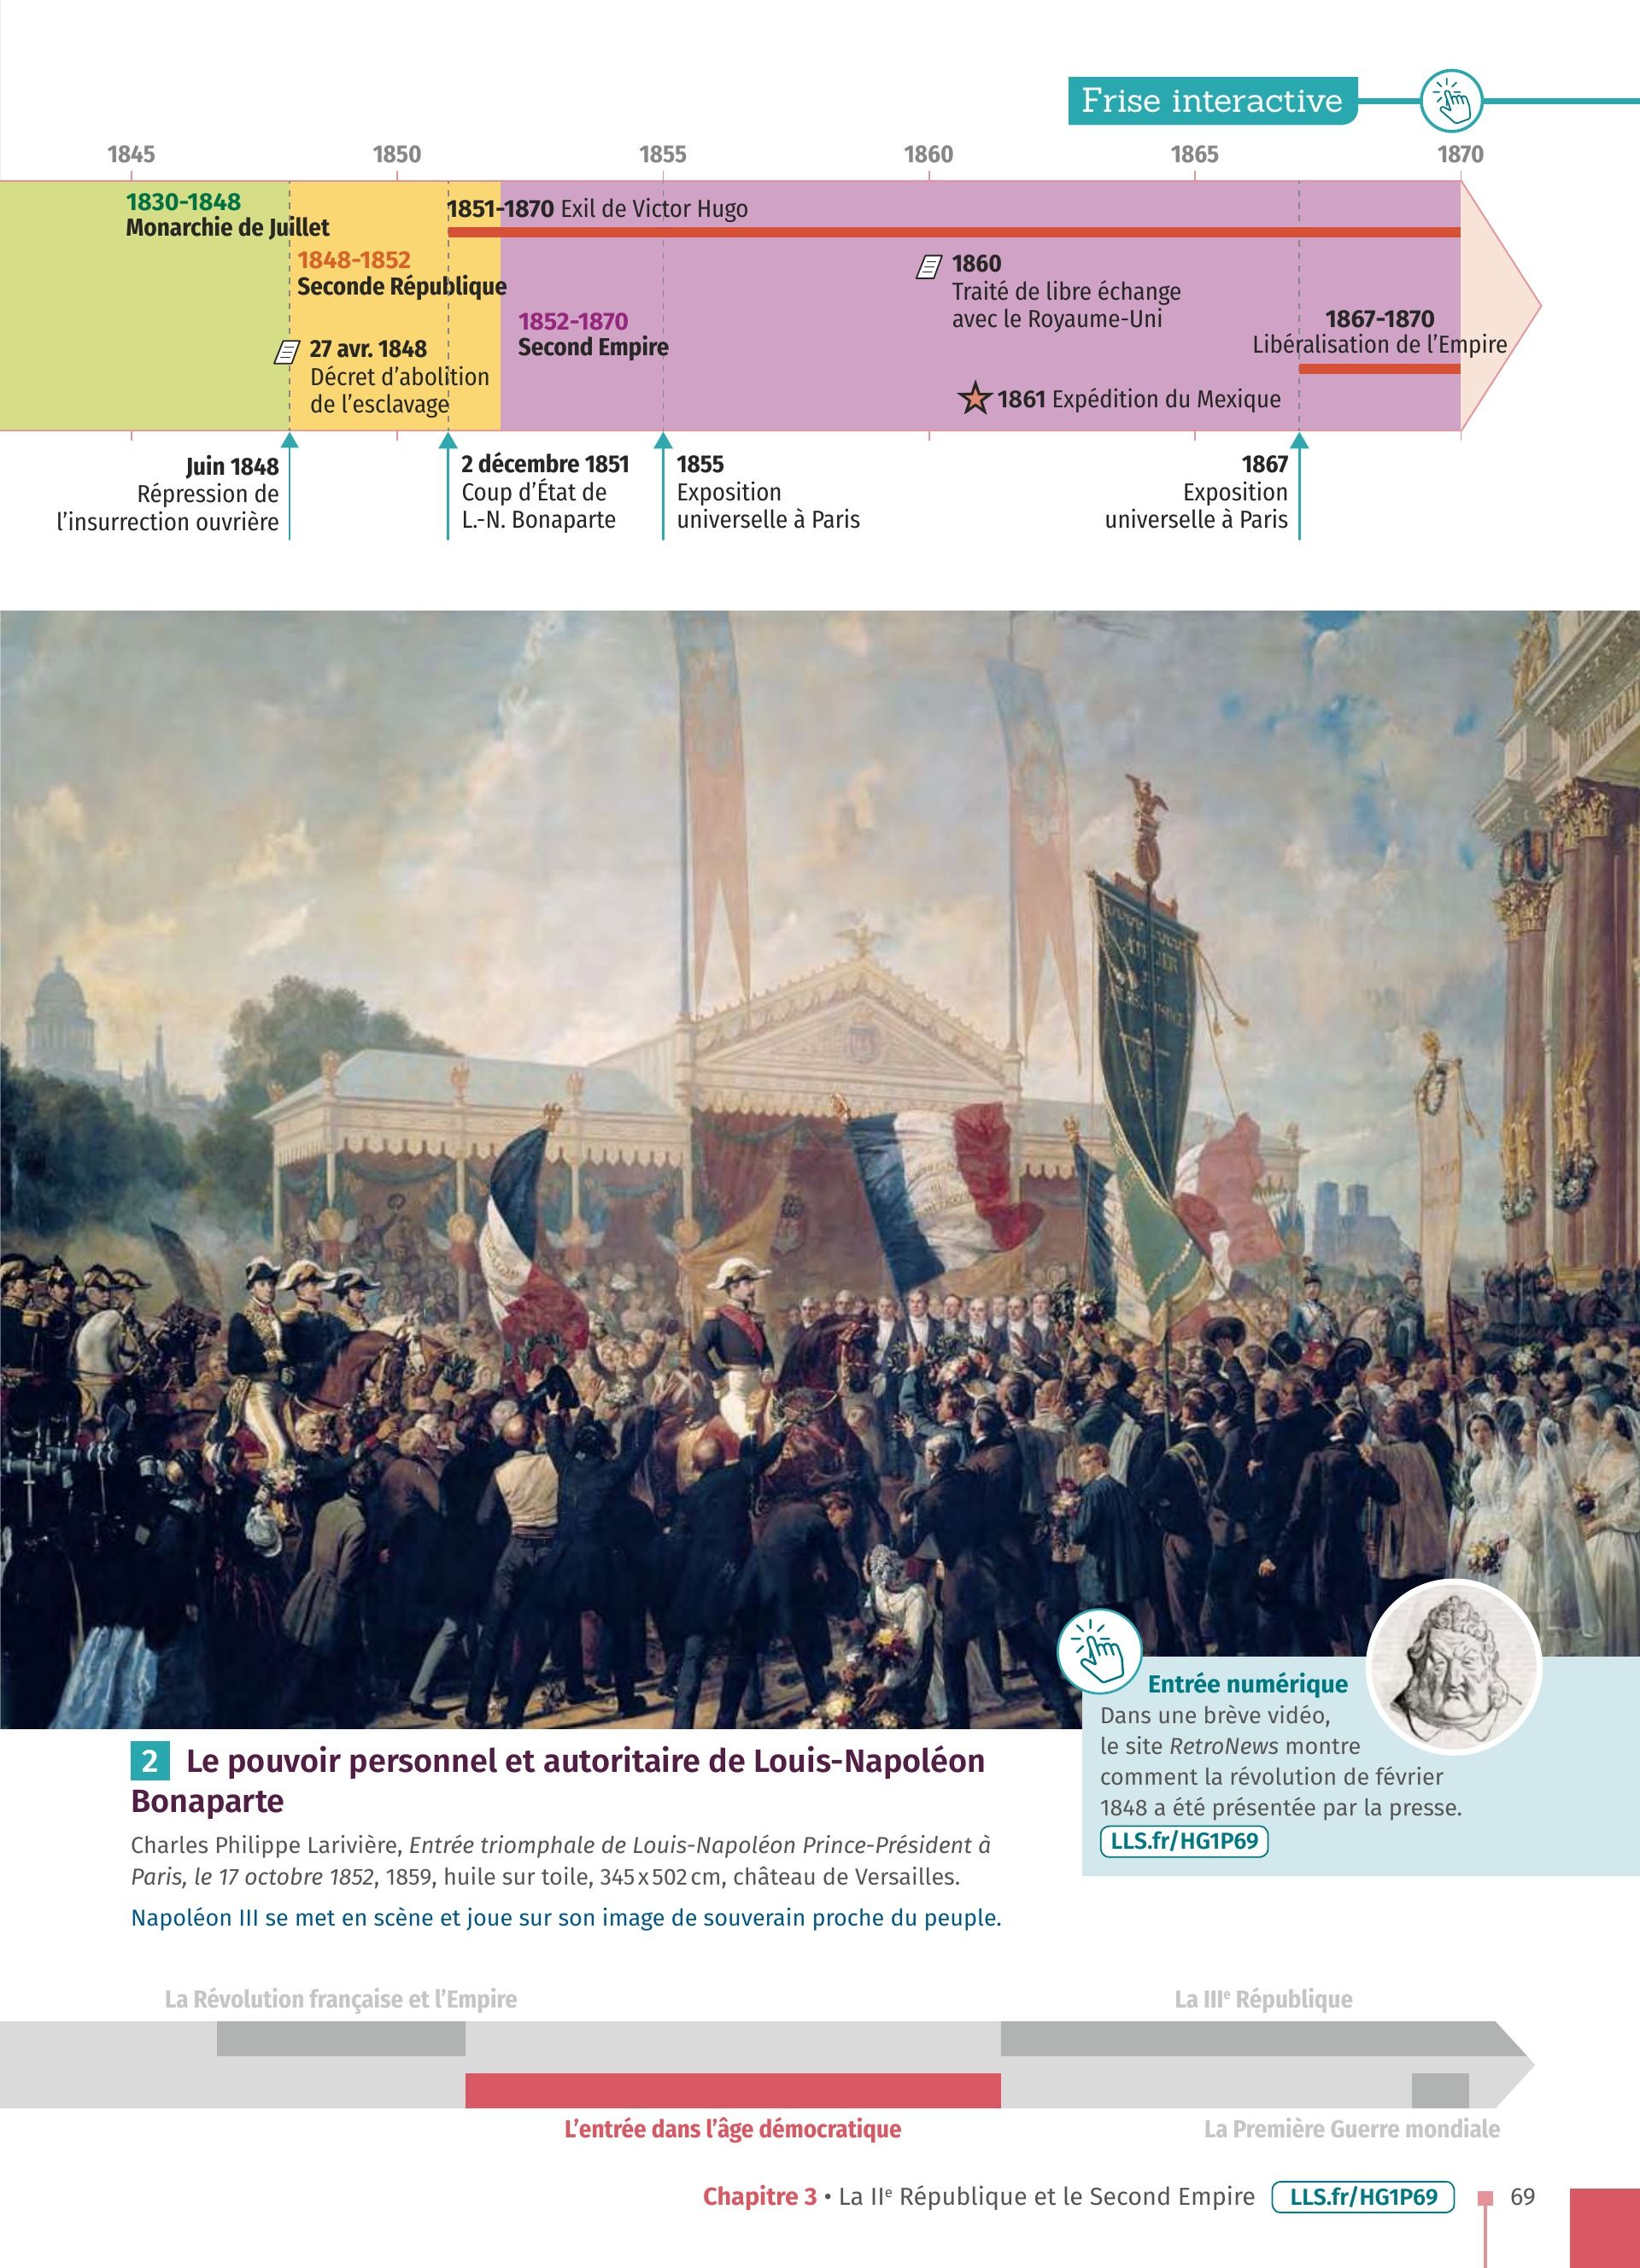 Frise interactive
1845
1850
1855
1860
1865
1870
1830-1848
Monarchie de Juillet
1851-1870 Exil de Victor Hugo
1848-1852
Seconde République
1860
Traité de libre échange
avec le Royaume-Uni
1852-1870
Second Empire
1867-1870
Libéralisation de l’Empire
27 avr. 1848
Décret d’abolition
de l’esclavage
1861 Expédition du Mexique
Juin 1848
Répression de
l’insurrection ouvrière
2 décembre 1851
Coup d’État de
L.-N. Bonaparte
1855
Exposition
universelle à Paris
1867
Exposition
universelle à Paris
Entrée numérique
Dans une brève vidéo,
le site RetroNews montre
comment la révolution de février
1848 a été présentée par la presse.
LLS.fr/HG1P69
2 Le pouvoir personnel et autoritaire de Louis-Napoléon
Bonaparte
Charles Philippe Larivière, Entrée triomphale de Louis-Napoléon Prince-Président à
Paris, le 17 octobre 1852, 1859, huile sur toile, 345 x 502 cm, château de Versailles.
Napoléon III se met en scène et joue sur son image de souverain proche du peuple.
La Révolution française et l’Empire
La IIIe République
L’entrée dans l’âge démocratique
La Première Guerre mondiale
Chapitre 3 • La IIe République et le Second Empire LLS.fr/HG1P69 69